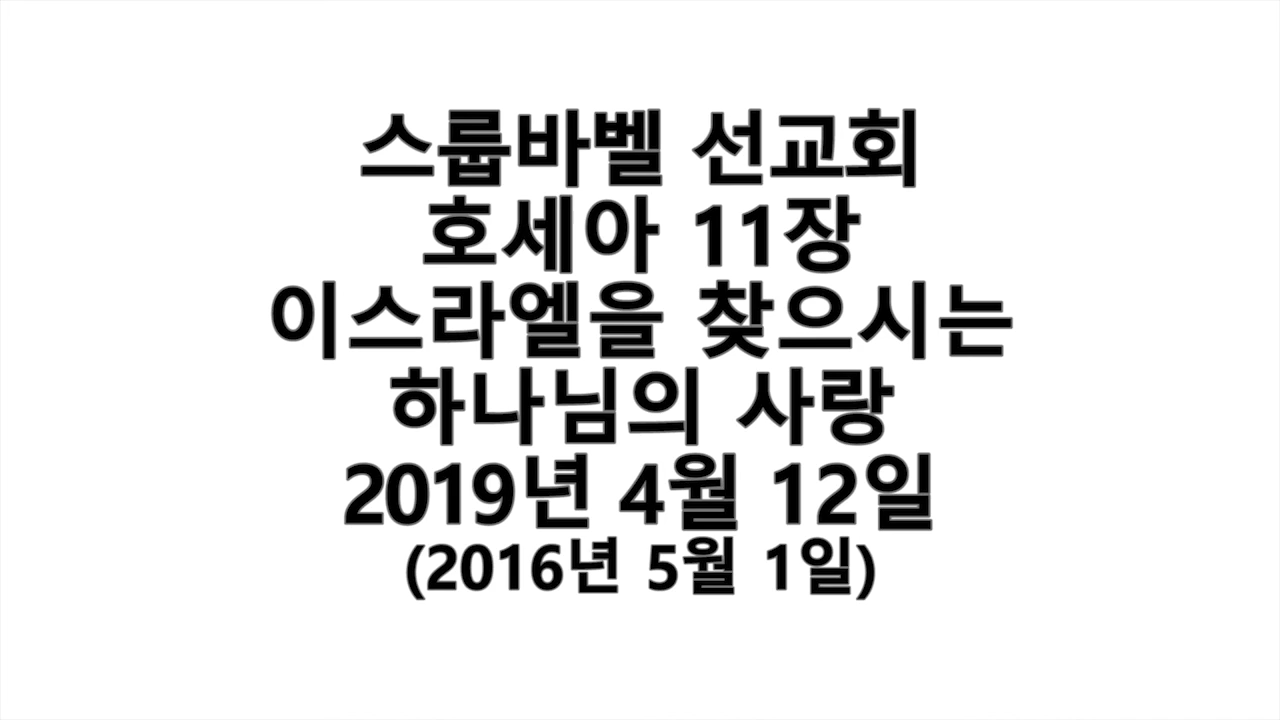 스룹바벨 선교회
호세아 11장
이스라엘을 찾으시는
하나님의 사랑
2019년 4월 12일
(2016년 5월 1일)